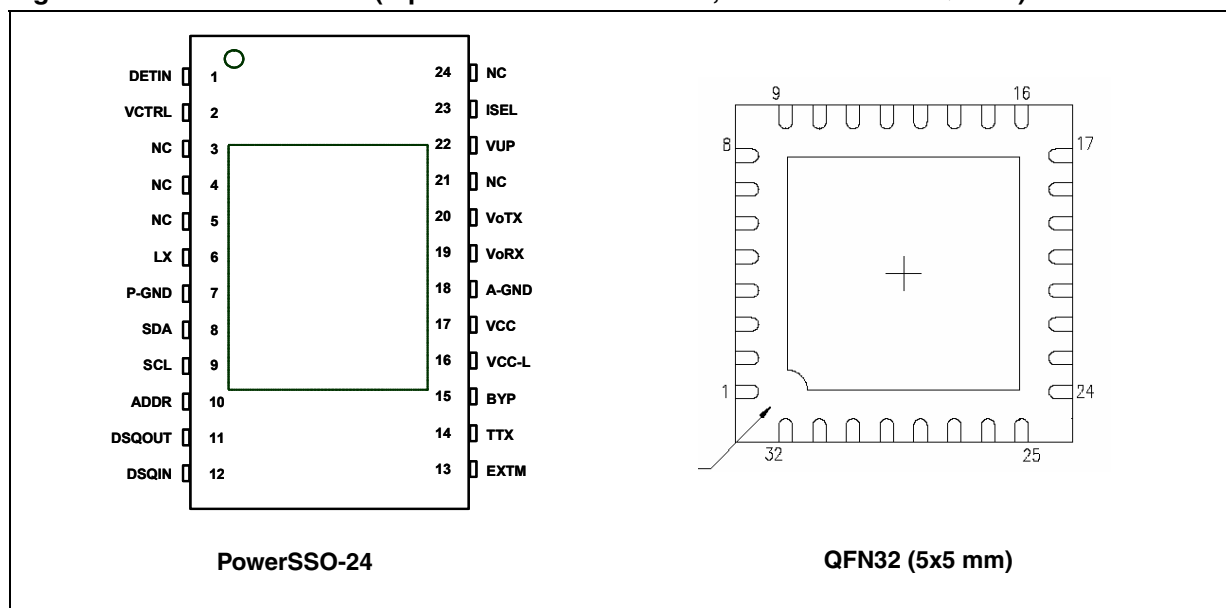 DETIN 1 24 NC
VCTRL 2 23 ISEL
NC 3 22 VUP
NC 4 21 NC
NC 5 20 VoTX
LX 6 19 VoRX
P-GND 7 18 A-GND
SDA 8 17 VCC
SCL 9 16 VCC-L
ADDR 10 15 BYP
DSQOUT 11 14 TTX
DSQIN 12 13 EXTM
PowerSSO-24
9 16
8 17
1 24
32 25
QFN32 (5x5 mm)